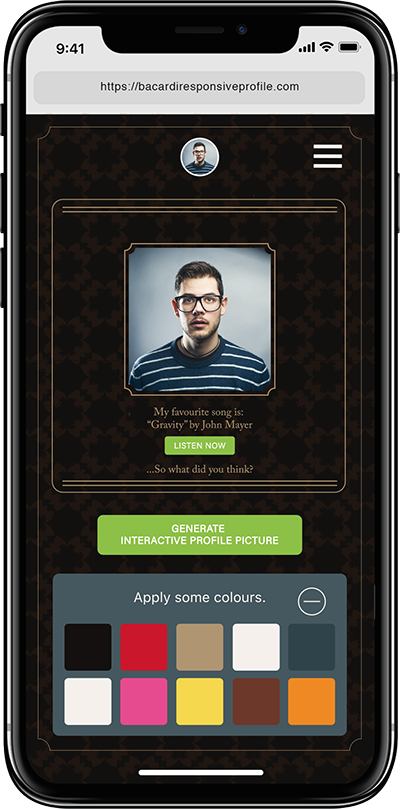 9:41
https://bacardiresponsiveprofile.com
My favourite song is:
“Gravity” by John Mayer
LISTEN NOW
...So what did you think?
GENERATE
INTERACTIVE PROFILE PICTURE
Apply some colours.